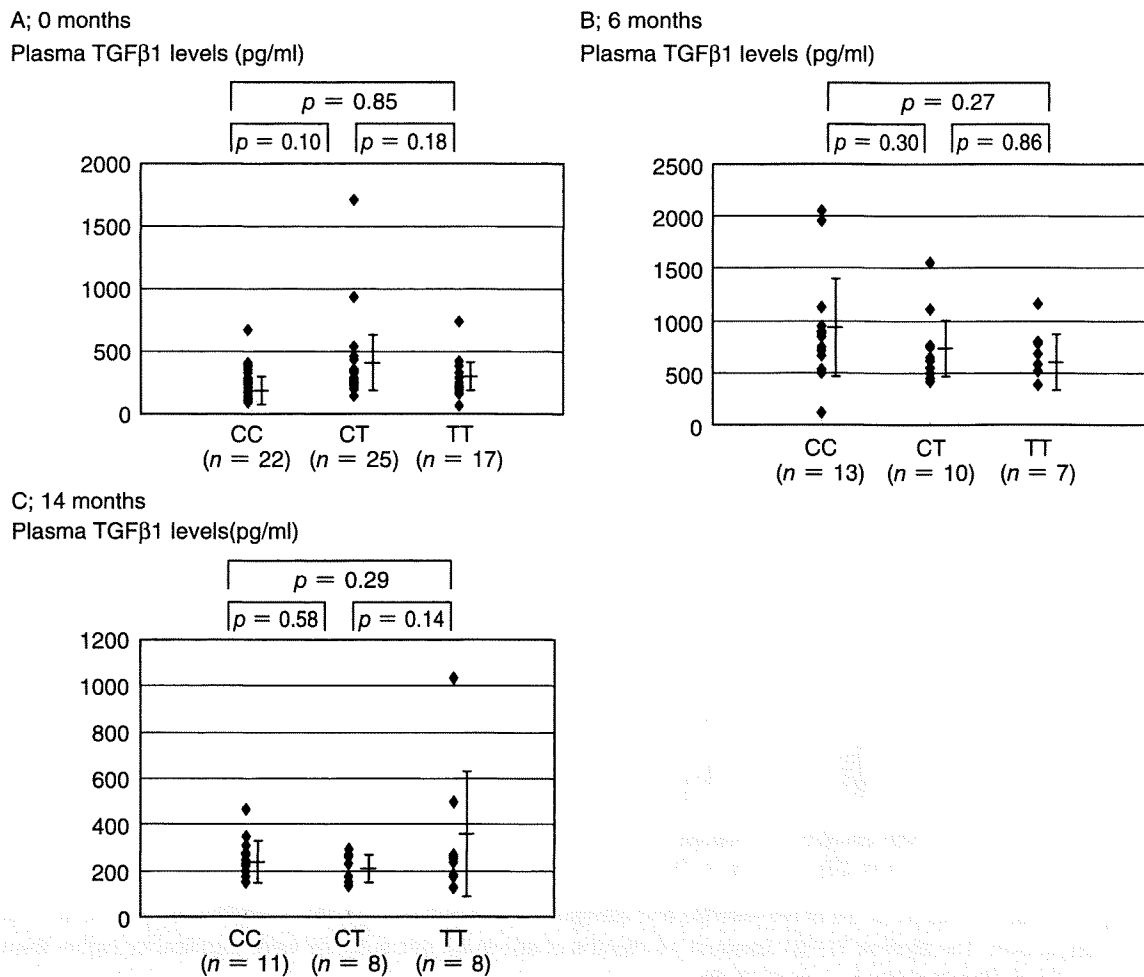 A; 0 months
Plasma TGFβ1 levels (pg/ml)
p = 0.85
p = 0.10 p = 0.18
2000
1500
1000
500
0
CC CT TT
(n = 22) (n = 25) (n = 17)
B; 6 months
Plasma TGFβ1 levels (pg/ml)
p = 0.27
p = 0.30 p = 0.86
2500
2000
1500
1000
500
0
CC CT TT
(n = 13) (n = 10) (n = 7)
C; 14 months
Plasma TGFβ1 levels(pg/ml)
p = 0.29
p = 0.58 p = 0.14
1200
1000
800
600
400
200
0
CC CT TT
(n = 11) (n = 8) (n = 8)